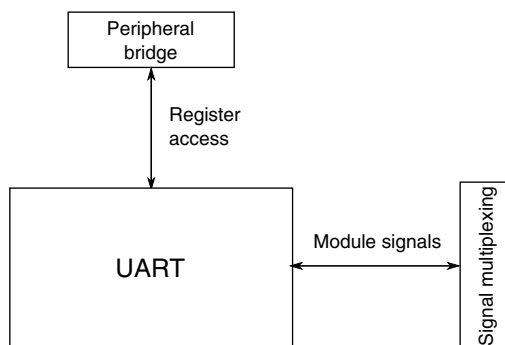 Peripheral
bridge
Register
access
UART
Module signals
Signal multiplexing